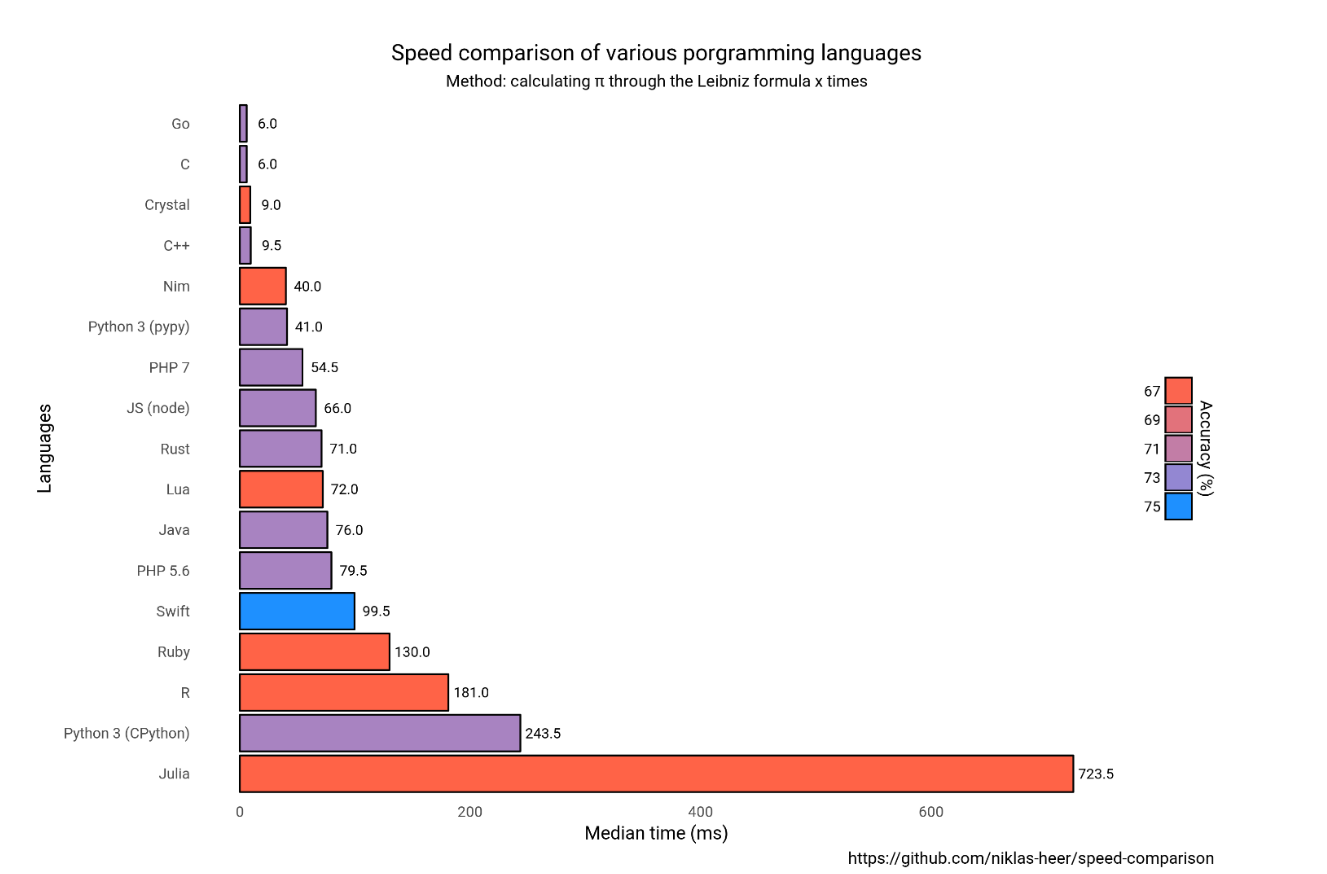 Speed comparison of various porgramming languages
Method: calculating π through the Leibniz formula x times
Go 6.0
C 6.0
Crystal 9.0
C++ 9.5
Nim 40.0
Python 3 (pypy) 41.0
PHP 7 54.5
JS (node) 66.0
Rust 71.0
Lua 72.0
Java 76.0
PHP 5.6 79.5
Swift 99.5
Ruby 130.0
R 181.0
Python 3 (CPython) 243.5
Julia 723.5
Languages
0 200 400 600
Median time (ms)
67
69
71
73
75
Accuracy (%)
https://github.com/niklas-heer/speed-comparison